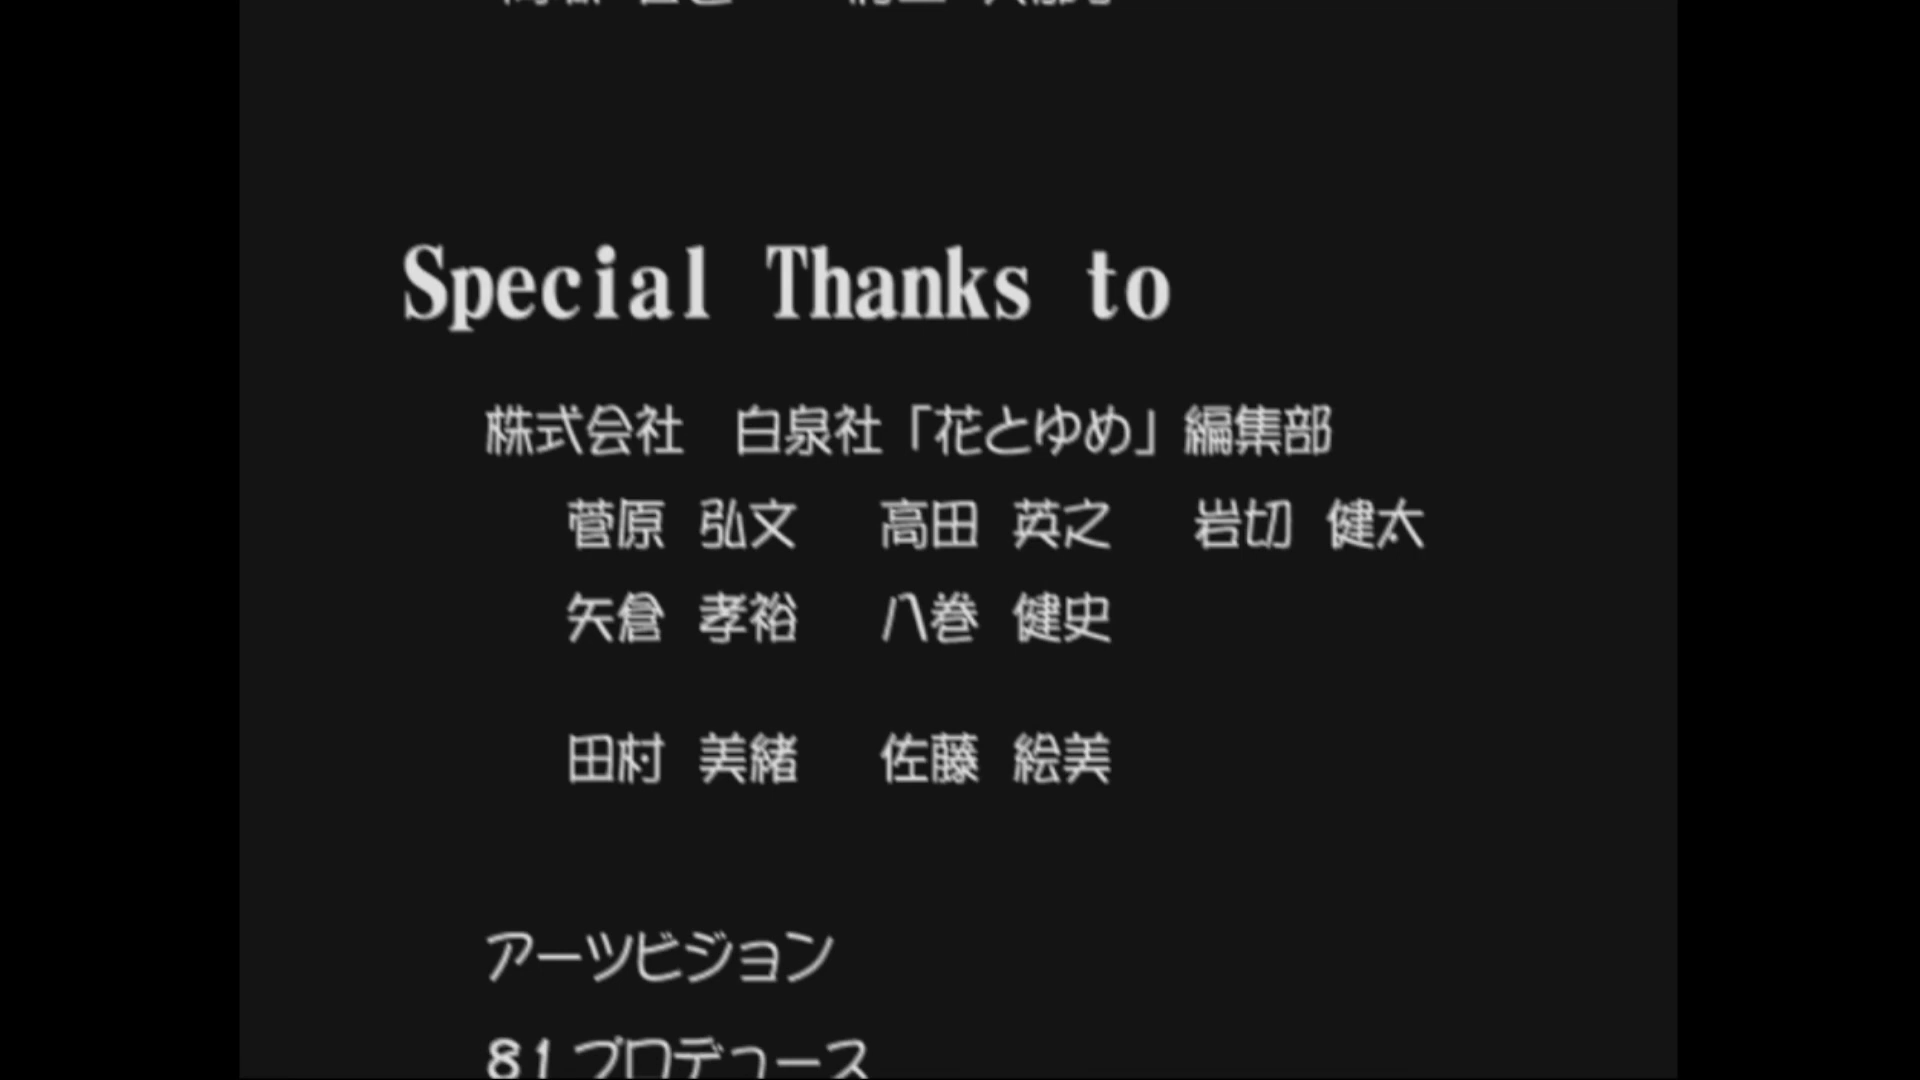 Special Thanks to
株式会社　白泉社「花とゆめ」編集部
菅原 弘文　高田 英之　岩切 健太
矢倉 孝裕　八巻 健史
田村 美緒　佐藤 絵美
アーツビジョン
81プロデュース